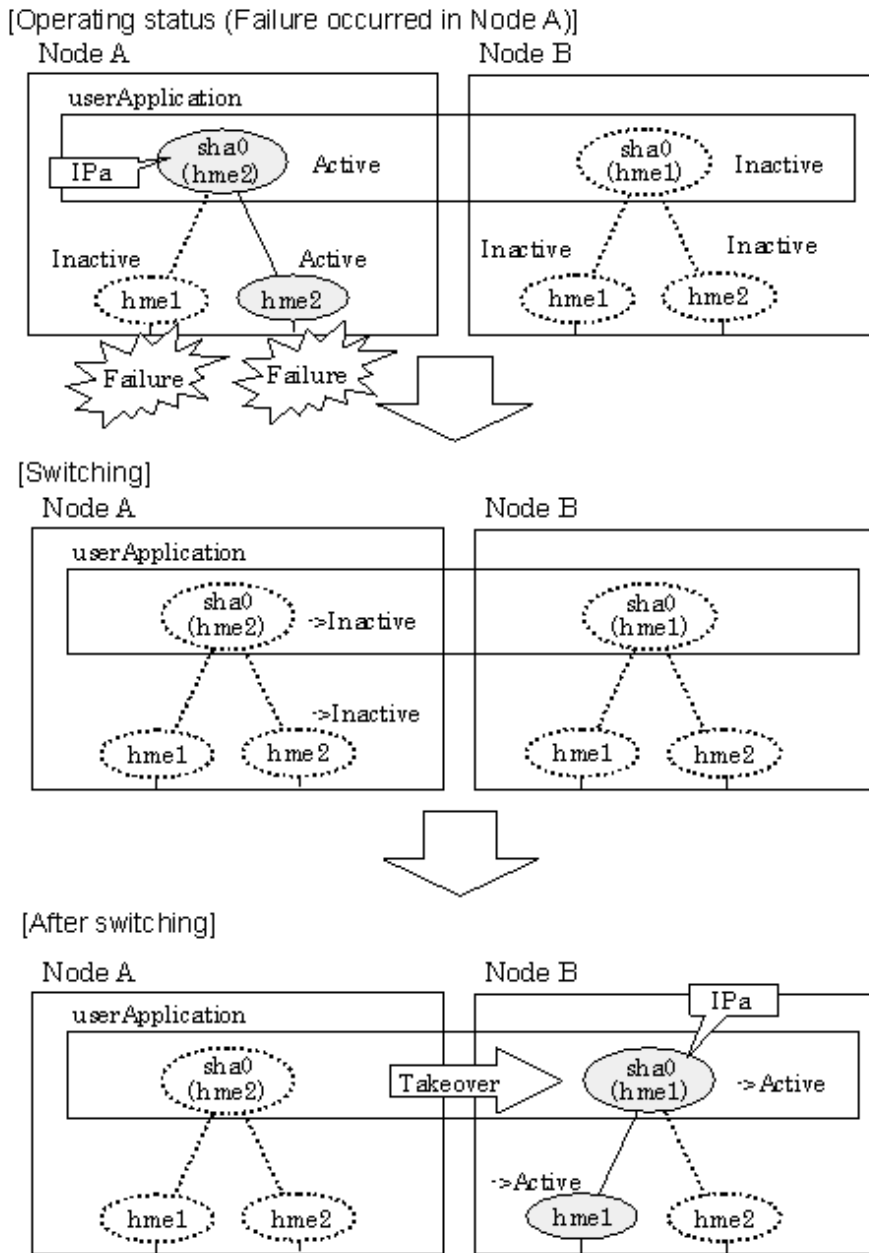 [Operating status (Failure occurred in Node A)]
Node A
Node B
userApplication
sha0
(hme2)
Active
IPa
sha0
(hme1)
Inactive
Inactive
Active
hme1
hme2
Inactive
Inactive
hme1
hme2
Failure
Failure
[Switching]
Node A
Node B
userApplication
sha0
(hme2)
->Inactive
sha0
(hme1)
->Inactive
hme1
hme2
hme1
hme2
[After switching]
Node A
Node B
IPa
userApplication
sha0
(hme2)
Takeover
sha0
(hme1)
->Active
->Active
hme1
hme2
hme1
hme2